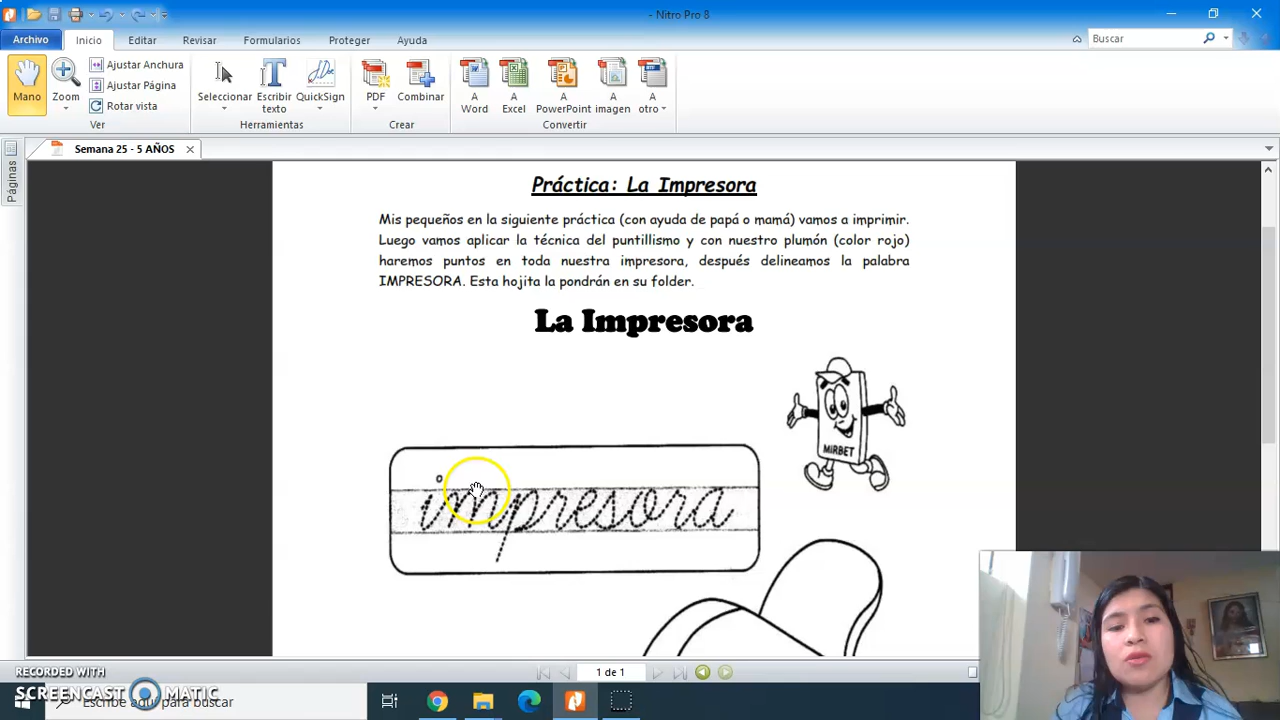 - Nitro Pro 8
Archivo
Inicio
Editar
Revisar
Formularios
Proteger
Ayuda
Buscar
Mano
Zoom
Ajustar Anchura
Ajustar Página
Rotar vista
Ver
Seleccionar
Escribir texto
QuickSign
Herramientas
PDF
Combinar
Crear
A Word
A Excel
A PowerPoint
A imagen
A otro
Convertir
Semana 25 - 5 AÑOS
Páginas
Práctica: La Impresora
Mis pequeños en la siguiente práctica (con ayuda de papá o mamá) vamos a imprimir.
Luego vamos aplicar la técnica del puntillismo y con nuestro plumón (color rojo)
haremos puntos en toda nuestra impresora, después delineamos la palabra
IMPRESORA. Esta hojita la pondrán en su folder.
La Impresora
MIRBET
impresora
1 de 1
RECORDED WITH
SCREENCAST MATIC
Escribe aquí para buscar